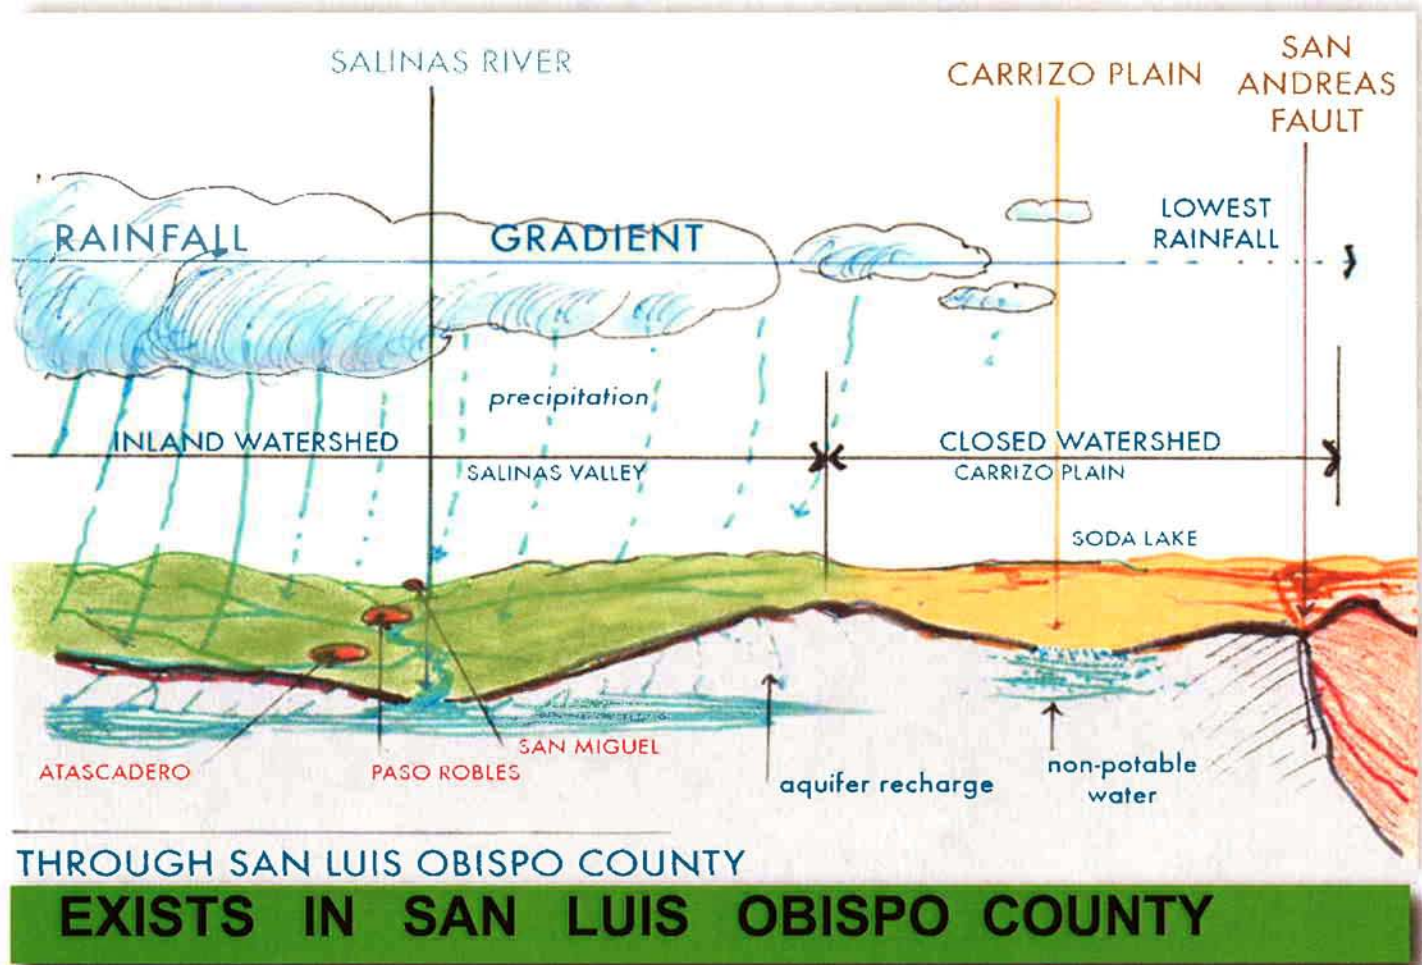 SALINAS RIVER
CARRIZO PLAIN
SAN
ANDREAS
FAULT
RAINFALL GRADIENT
LOWEST
RAINFALL
precipitation
INLAND WATERSHED
SALINAS VALLEY
CLOSED WATERSHED
CARRIZO PLAIN
SODA LAKE
SAN MIGUEL
ATASCADERO
PASO ROBLES
aquifer recharge
non-potable
water
THROUGH SAN LUIS OBISPO COUNTY
EXISTS IN SAN LUIS OBISPO COUNTY